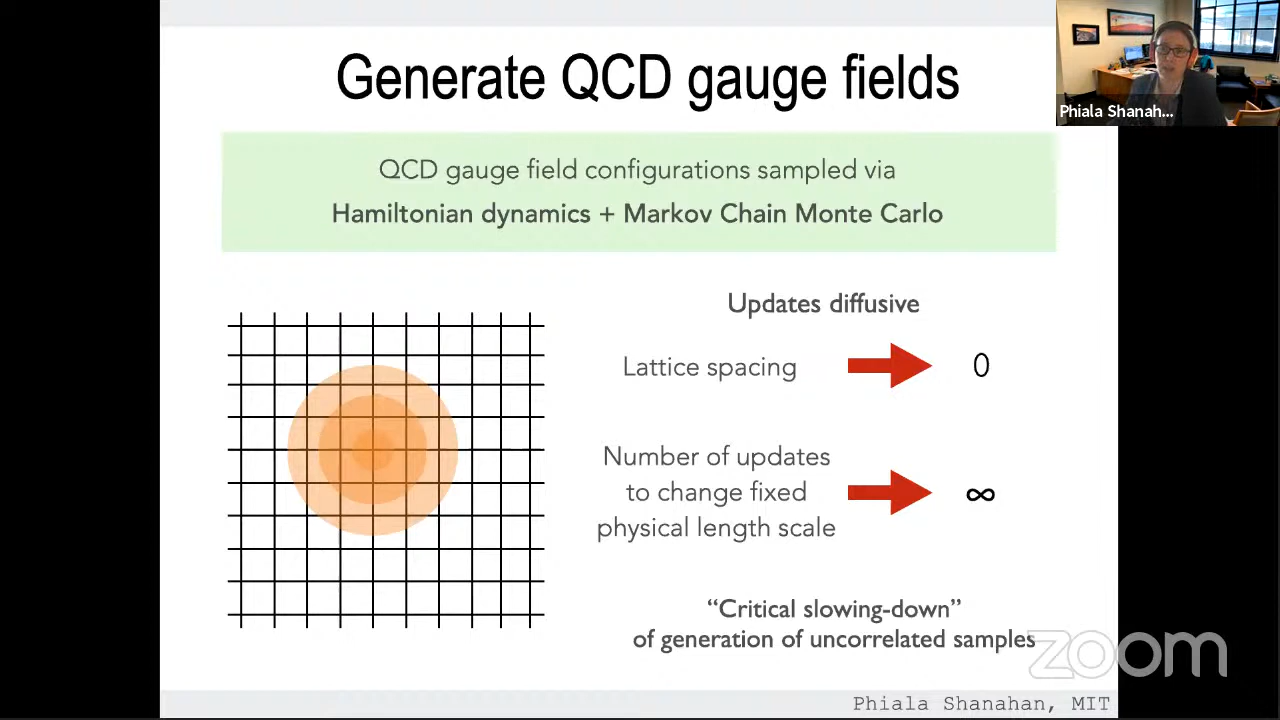 Generate QCD gauge fields
Phiala Shanah...
QCD gauge field configurations sampled via
Hamiltonian dynamics + Markov Chain Monte Carlo
Updates diffusive
Lattice spacing
0
Number of updates
to change fixed
physical length scale
∞
“Critical slowing-down”
of generation of uncorrelated samples
zoom
Phiala Shanahan, MIT